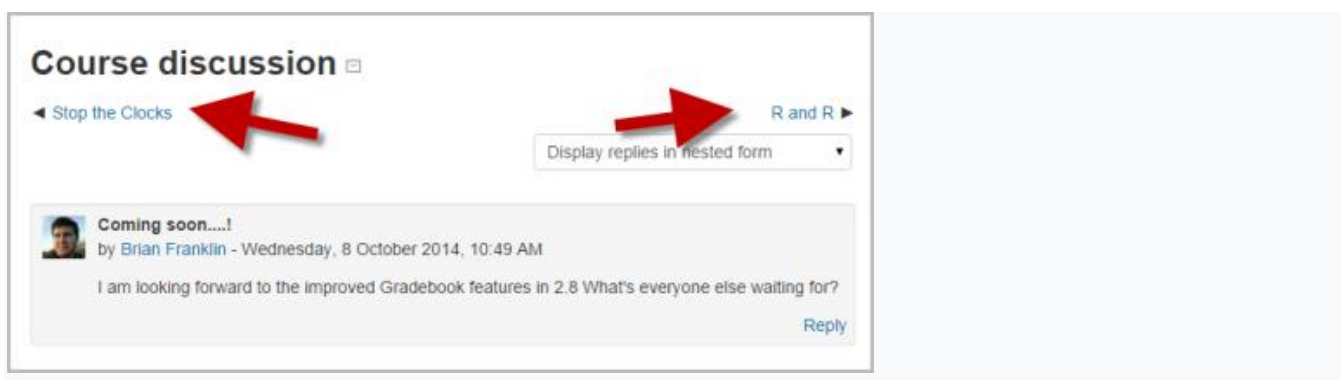 Course discussion
◄ Stop the Clocks
R and R ►
Display replies in nested form
Coming soon....!
by Brian Franklin - Wednesday, 8 October 2014, 10:49 AM
I am looking forward to the improved Gradebook features in 2.8 What's everyone else waiting for?
Reply